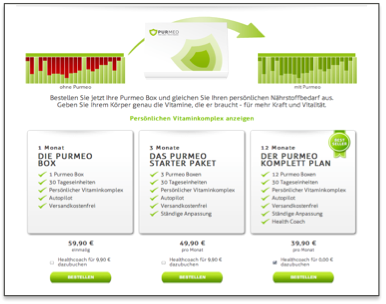 PURMEO
ohne Purmeo
mit Purmeo
Bestellen Sie jetzt Ihre Purmeo Box und gleichen Sie Ihren persönlichen Nährstoffbedarf aus.
Geben Sie Ihrem Körper genau die Vitamine, die er braucht - für mehr Kraft und Vitalität.
Persönlichen Vitaminkomplex anzeigen
1 Monat
DIE PURMEO
BOX
1 Purmeo Box
30 Tageseinheiten
Persönlicher Vitaminkomplex
Autopilot
Versandkostenfrei
59,90 €
einmalig
Healthcoach für 9,90 €
dazubuchen
BESTELLEN
3 Monate
DAS PURMEO
STARTER PAKET
3 Purmeo Boxen
30 Tageseinheiten
Persönlicher Vitaminkomplex
Autopilot
Versandkostenfrei
Ständige Anpassung
49,90 €
pro Monat
Healthcoach für 9,90 €
dazubuchen
BESTELLEN
BEST
SELLER
12 Monate
DER PURMEO
KOMPLETT PLAN
12 Purmeo Boxen
30 Tageseinheiten
Persönlicher Vitaminkomplex
Autopilot
Versandkostenfrei
Ständige Anpassung
Health Coach
39,90 €
pro Monat
Healthcoach für 0,00 €
dazubuchen
BESTELLEN